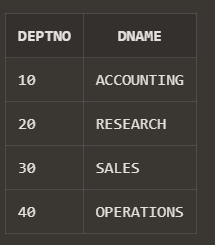 DEPTNO DNAME
10 ACCOUNTING
20 RESEARCH
30 SALES
40 OPERATIONS